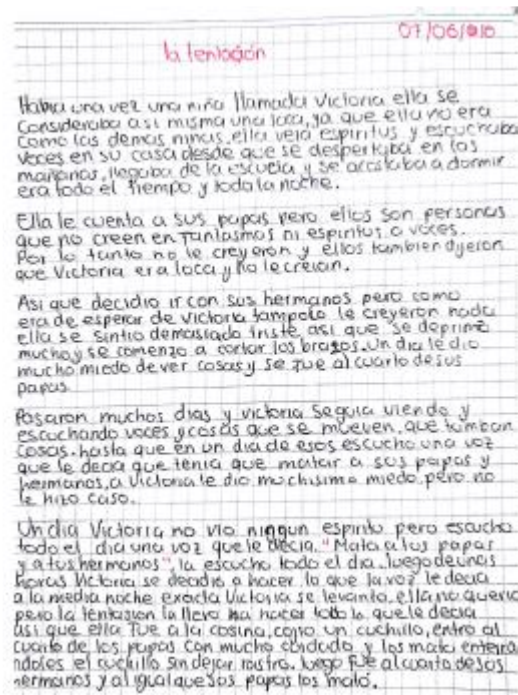 07/06/010
la tentación
Habia una vez una niña llamada Victoria ella se
consideraba asi misma una loca, ya que ella no era
como las demas ninas, ella veia espiritus y escuchaba
voces en su casa desde que se despertaba en las
mañanas, llegaba de la escuela y se acostaba a dormir
era todo el tiempo y toda la noche.
Ella le cuenta a sus papas pero ellos son personas
que no creen en fantasmas ni espiritus o voces.
Por lo tanto no le creyeron y ellos tambien dijeron
que Victoria era loca y no le creian.
Asi que decidio ir con sus hermanos pero como
era de esperar de Victoria tampoco le creyeron nada
ella se sintio demasiado triste, asi que se deprime
mucho y se comenzo a cortar los brazos. Un dia le dio
mucho miedo de ver cosas y se fue al cuarto de sus
papas
Pasaron muchos dias y victoria seguia viendo y
escuchando voces y cosas que se mueven, que tumban
cosas. hasta que en un dia de esos escucho una voz
que le decia que tenia que matar a sus papas y
hermanos, a Victoria le dio muchisimo miedo, pero no
le hizo caso.
Un dia Victoria no vio ningun espiritu pero escucho
todo el dia una voz que le decia. "Mata a tus papas
y a tus hermanos", la escucho todo el dia. luego de unas
horas Victoria se decidio a hacer lo que la voz le decia
a la media noche exacta Victoria se levanto, ella no queria
pero la tentasion la llevo ha hacer todo lo que le decia
asi que ella fue a la cosina, cojio un cuchillo, entro al
cuarto de los papas con mucho cuidado y los mato enterra
ndoles el cuchillo sin dejar rastro. luego fue al cuarto de sus
hermanos y al igual que sus papas los mato.